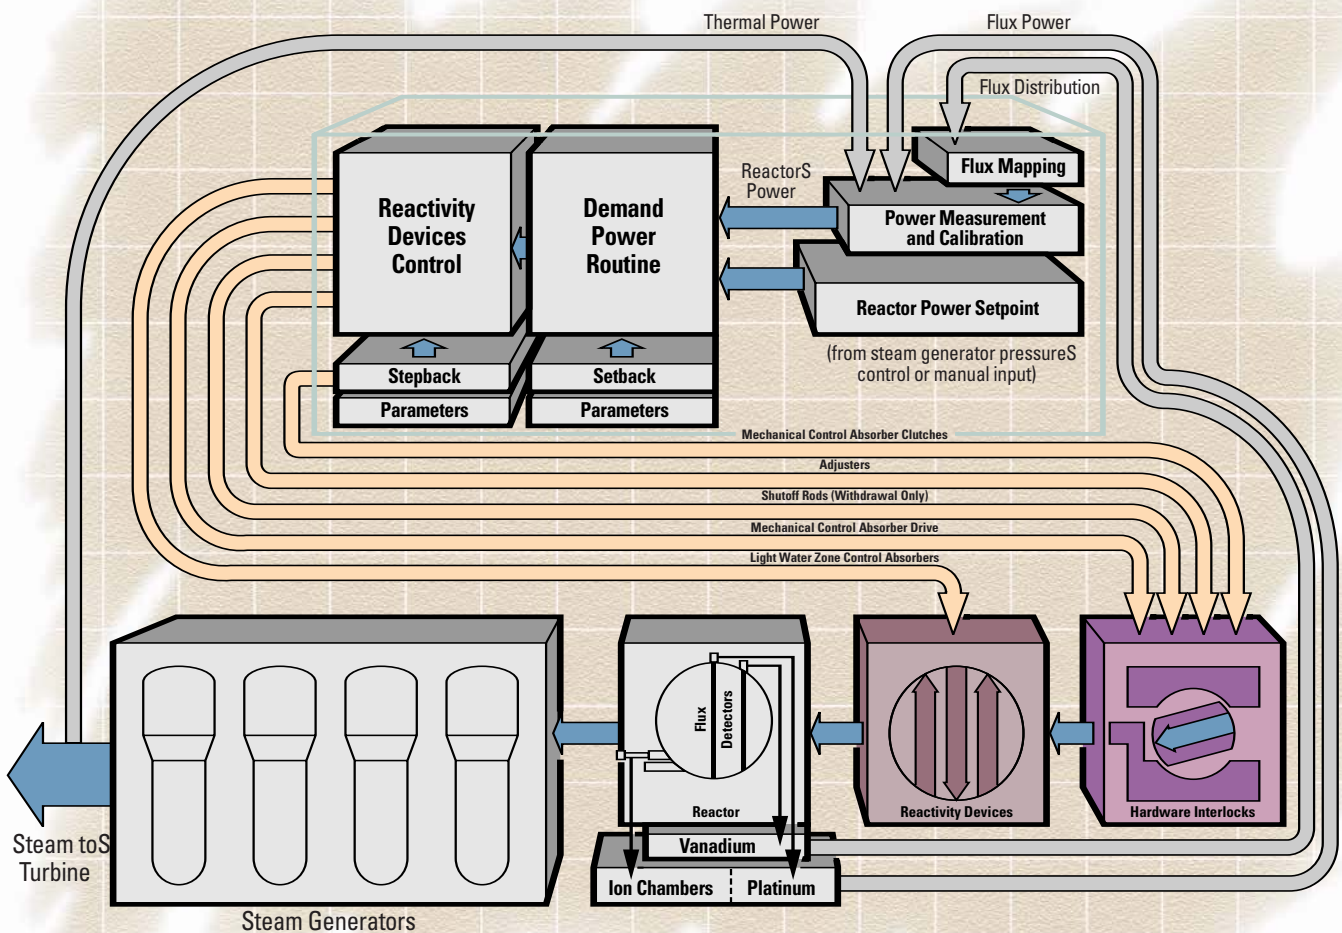 Thermal Power
Flux Power
Flux Distribution
Flux Mapping
ReactorS
Power
Power Measurement
and Calibration
Reactivity
Devices
Control
Demand
Power
Routine
Reactor Power Setpoint
(from steam generator pressureS
control or manual input)
Stepback
Parameters
Setback
Parameters
Mechanical Control Absorber Clutches
Adjusters
Shutoff Rods (Withdrawal Only)
Mechanical Control Absorber Drive
Light Water Zone Control Absorbers
Flux
Detectors
Reactor
Reactivity Devices
Hardware Interlocks
Vanadium
Ion Chambers
Platinum
Steam toS
Turbine
Steam Generators